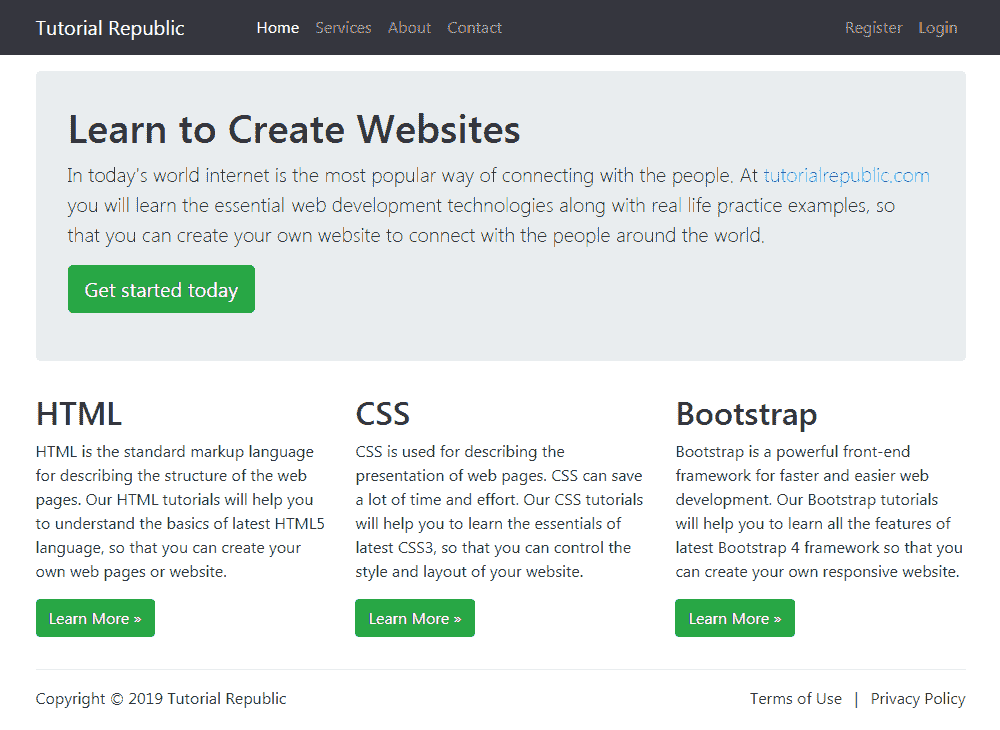 Tutorial Republic Home Services About Contact Register Login
Learn to Create Websites
In today's world internet is the most popular way of connecting with the people. At tutorialrepublic.com
you will learn the essential web development technologies along with real life practice examples, so
that you can create your own website to connect with the people around the world.
Get started today
HTML
HTML is the standard markup language
for describing the structure of the web
pages. Our HTML tutorials will help you
to understand the basics of latest HTML5
language, so that you can create your
own web pages or website.
Learn More »
CSS
CSS is used for describing the
presentation of web pages. CSS can save
a lot of time and effort. Our CSS tutorials
will help you to learn the essentials of
latest CSS3, so that you can control the
style and layout of your website.
Learn More »
Bootstrap
Bootstrap is a powerful front-end
framework for faster and easier web
development. Our Bootstrap tutorials
will help you to learn all the features of
latest Bootstrap 4 framework so that you
can create your own responsive website.
Learn More »
Copyright © 2019 Tutorial Republic Terms of Use | Privacy Policy